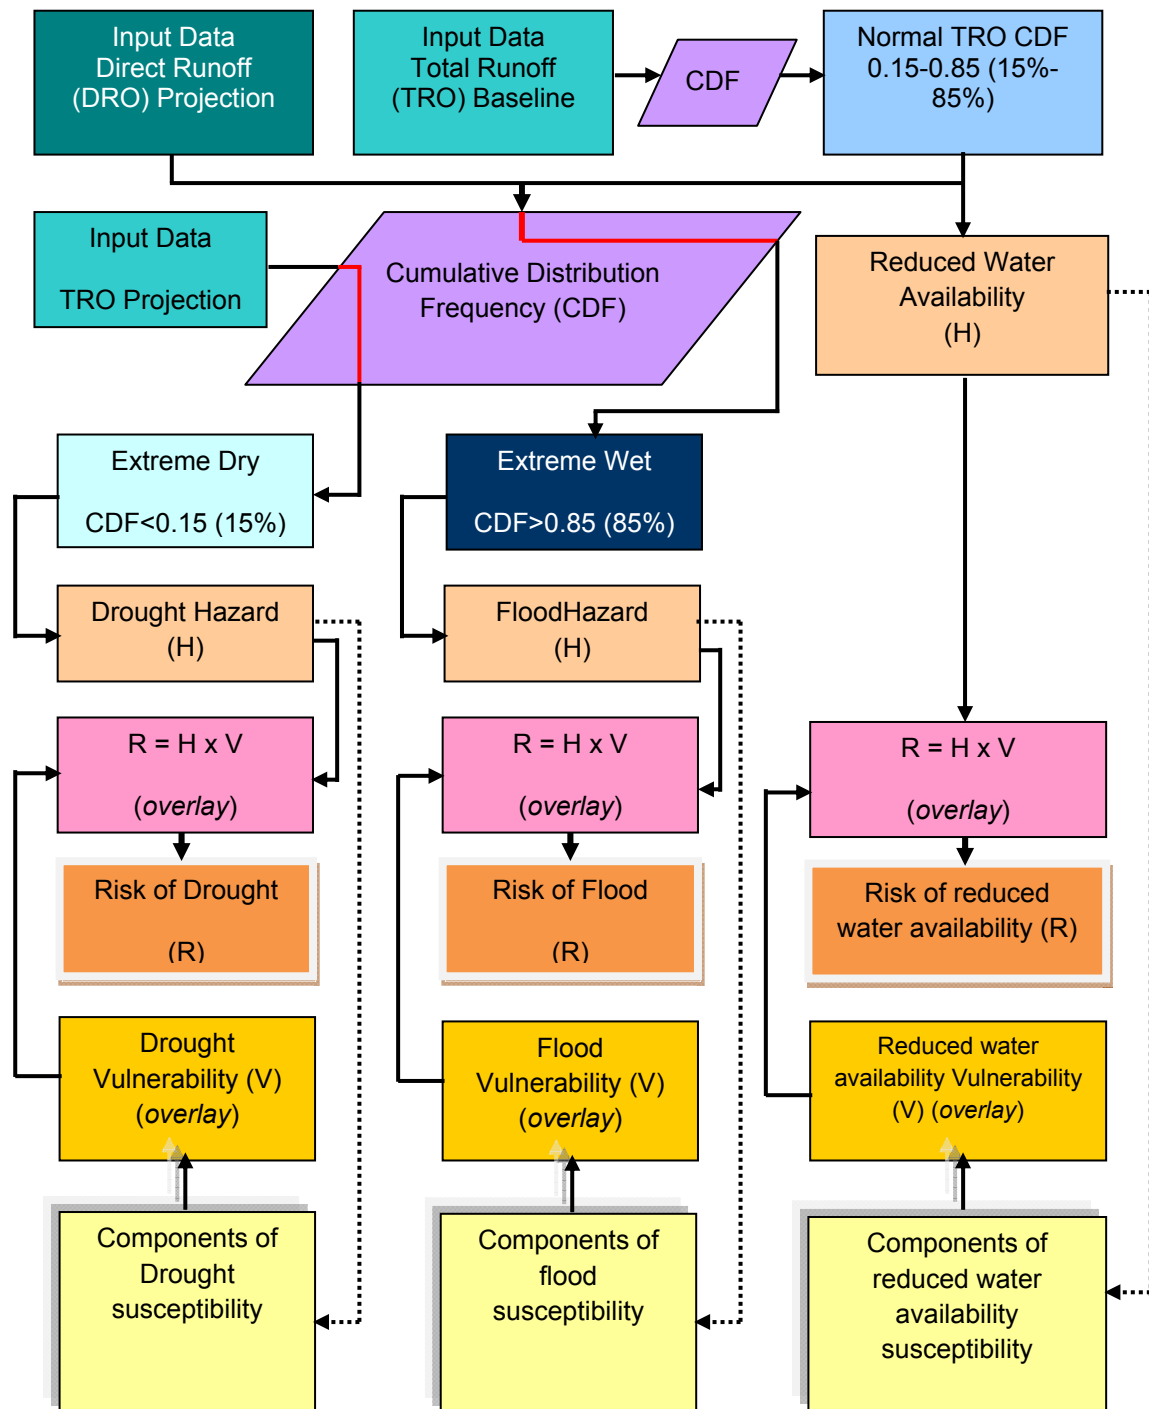 Input Data
Direct Runoff
(DRO) Projection
Input Data
Total Runoff
(TRO) Baseline
CDF
Normal TRO CDF
0.15-0.85 (15%-
85%)
Input Data
TRO Projection
Cumulative Distribution
Frequency (CDF)
Reduced Water
Availability
(H)
Extreme Dry
CDF<0.15 (15%)
Extreme Wet
CDF>0.85 (85%)
Drought Hazard
(H)
FloodHazard
(H)
R = H x V
(overlay)
R = H x V
(overlay)
R = H x V
(overlay)
Risk of Drought
(R)
Risk of Flood
(R)
Risk of reduced
water availability (R)
Drought
Vulnerability (V)
(overlay)
Flood
Vulnerability (V)
(overlay)
Reduced water
availability Vulnerability
(V) (overlay)
Components of
Drought
susceptibility
Components of
flood
susceptibility
Components of
reduced water
availability
susceptibility